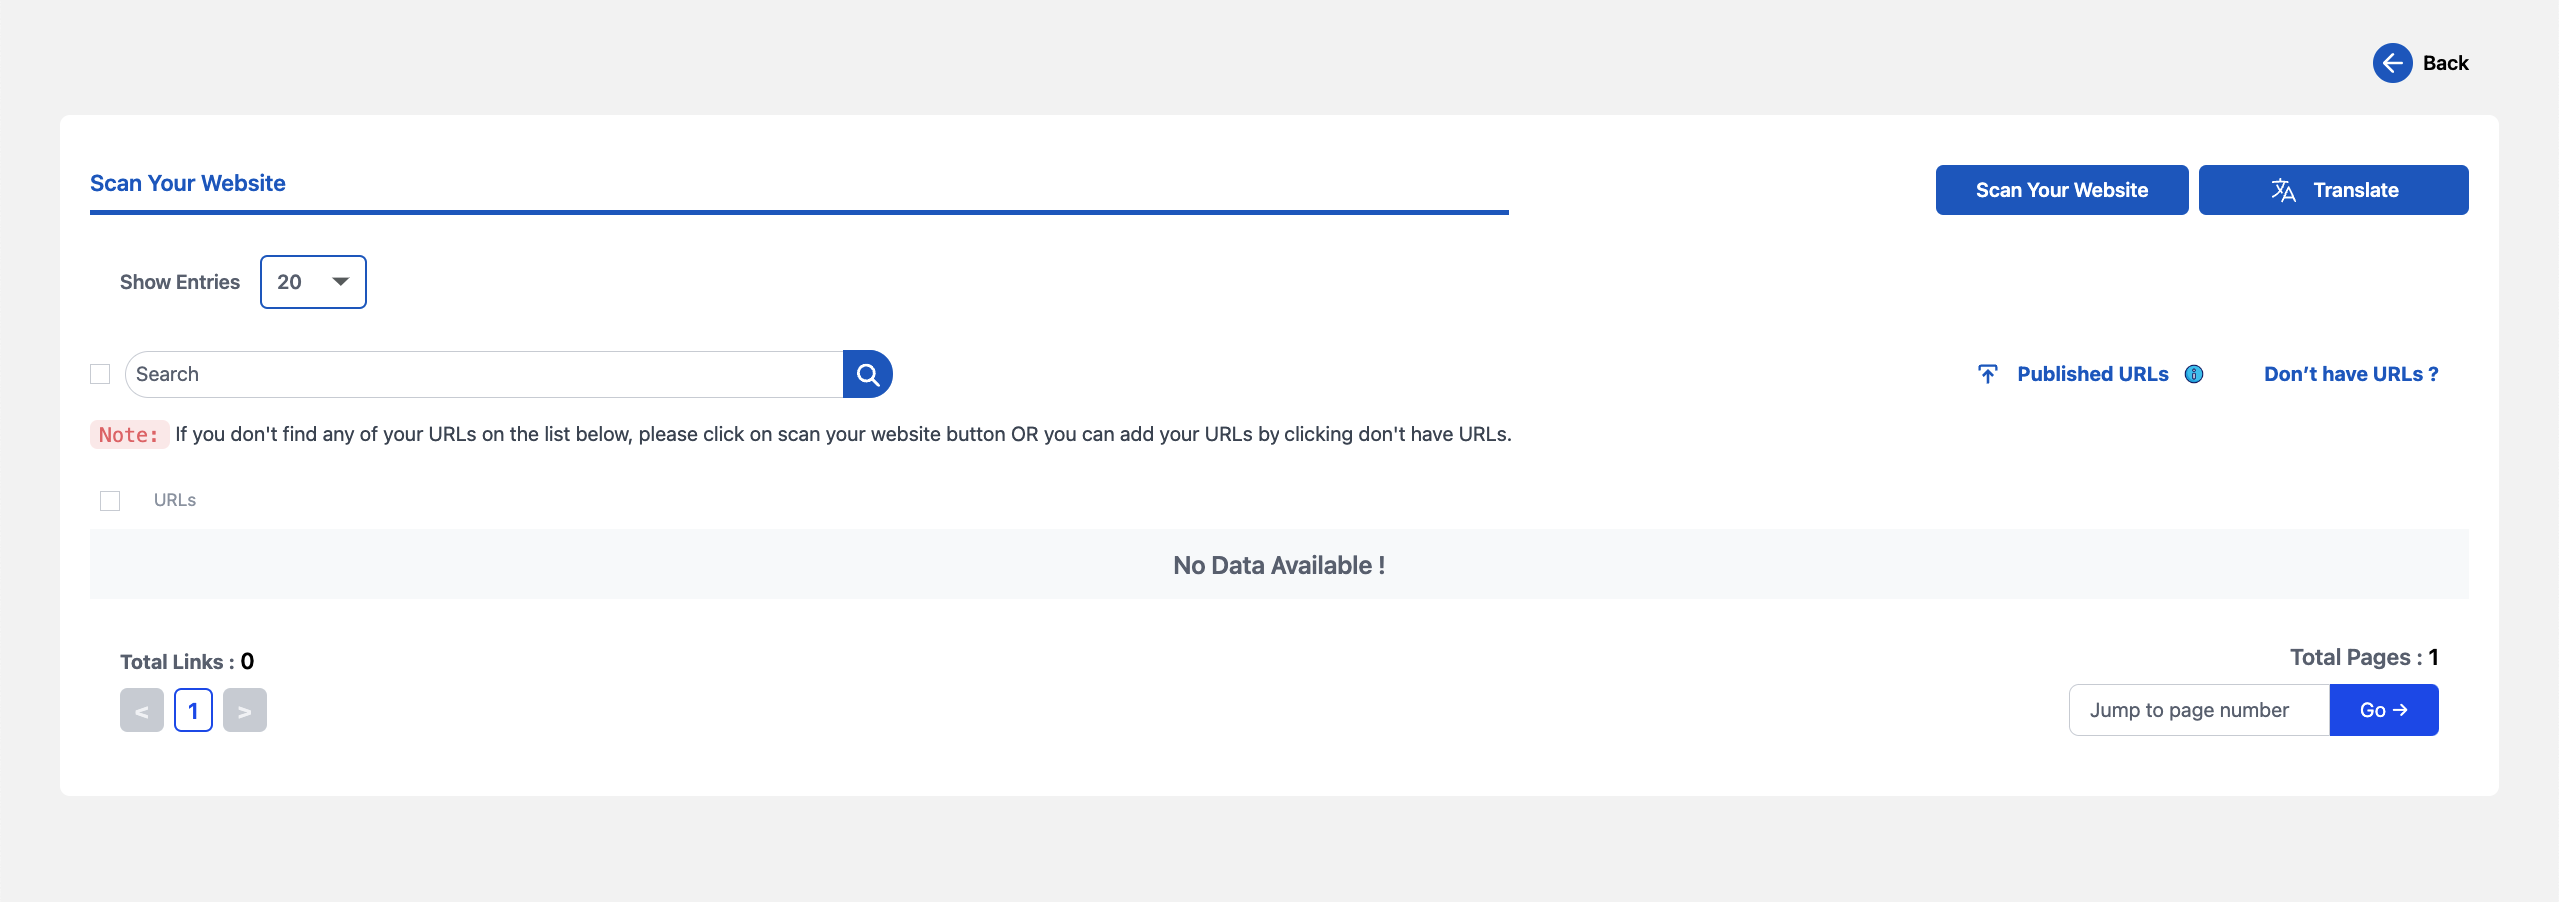 Back
Scan Your Website
Scan Your Website
Translate
Show Entries 20
Search
Published URLs
Don’t have URLs ?
Note: If you don't find any of your URLs on the list below, please click on scan your website button OR you can add your URLs by clicking don't have URLs.
URLs
No Data Available !
Total Links : 0
< 1 >
Total Pages : 1
Jump to page number
Go →